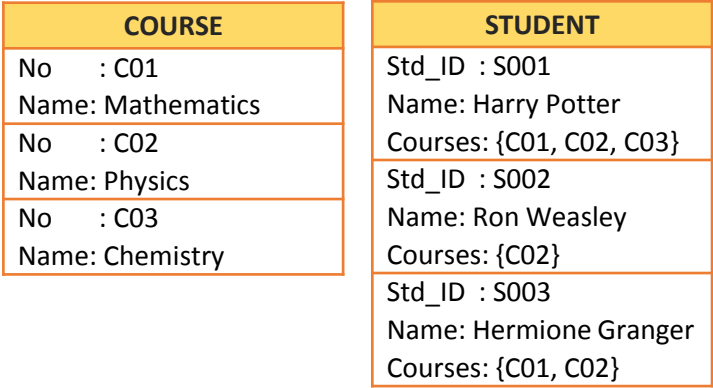 COURSE
No : C01
Name: Mathematics
No : C02
Name: Physics
No : C03
Name: Chemistry
STUDENT
Std_ID : S001
Name: Harry Potter
Courses: {C01, C02, C03}
Std_ID : S002
Name: Ron Weasley
Courses: {C02}
Std_ID : S003
Name: Hermione Granger
Courses: {C01, C02}